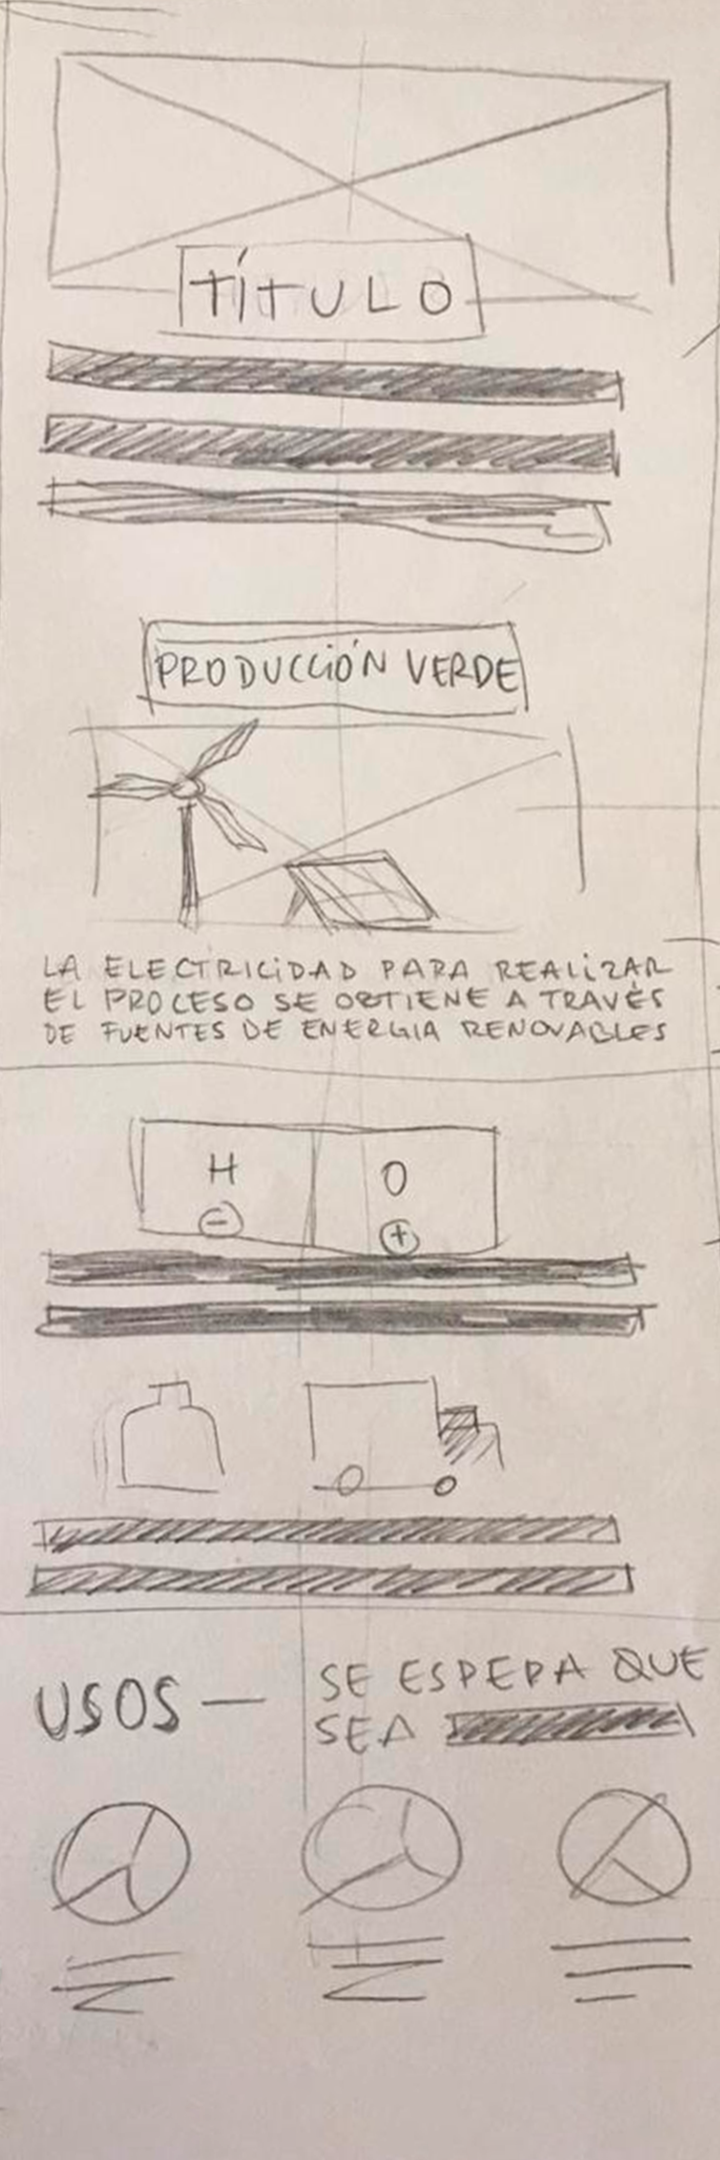 TÍTULO
PRODUCCIÓN VERDE
LA ELECTRICIDAD PARA REALIZAR
EL PROCESO SE OBTIENE A TRAVÉS
DE FUENTES DE ENERGIA RENOVABLES
H O
- +
USOS — SE ESPERA QUE
SEA